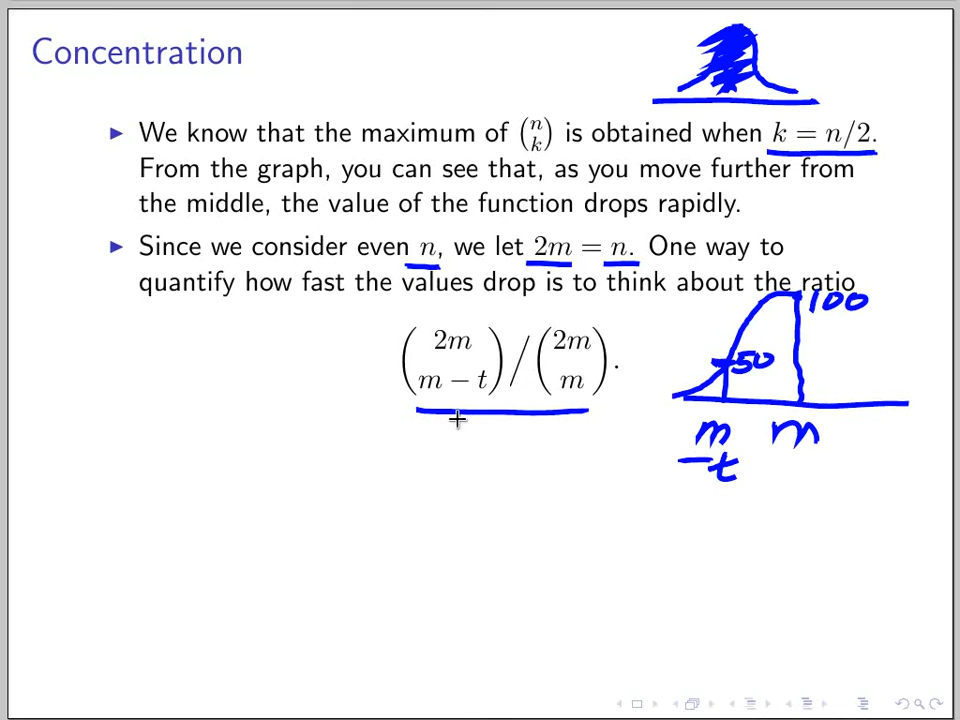 Concentration
We know that the maximum of (n k) is obtained when k = n/2.
From the graph, you can see that, as you move further from
the middle, the value of the function drops rapidly.
Since we consider even n, we let 2m = n. One way to
quantify how fast the values drop is to think about the ratio
(2m m − t) / (2m m).
100
50
m − t
m